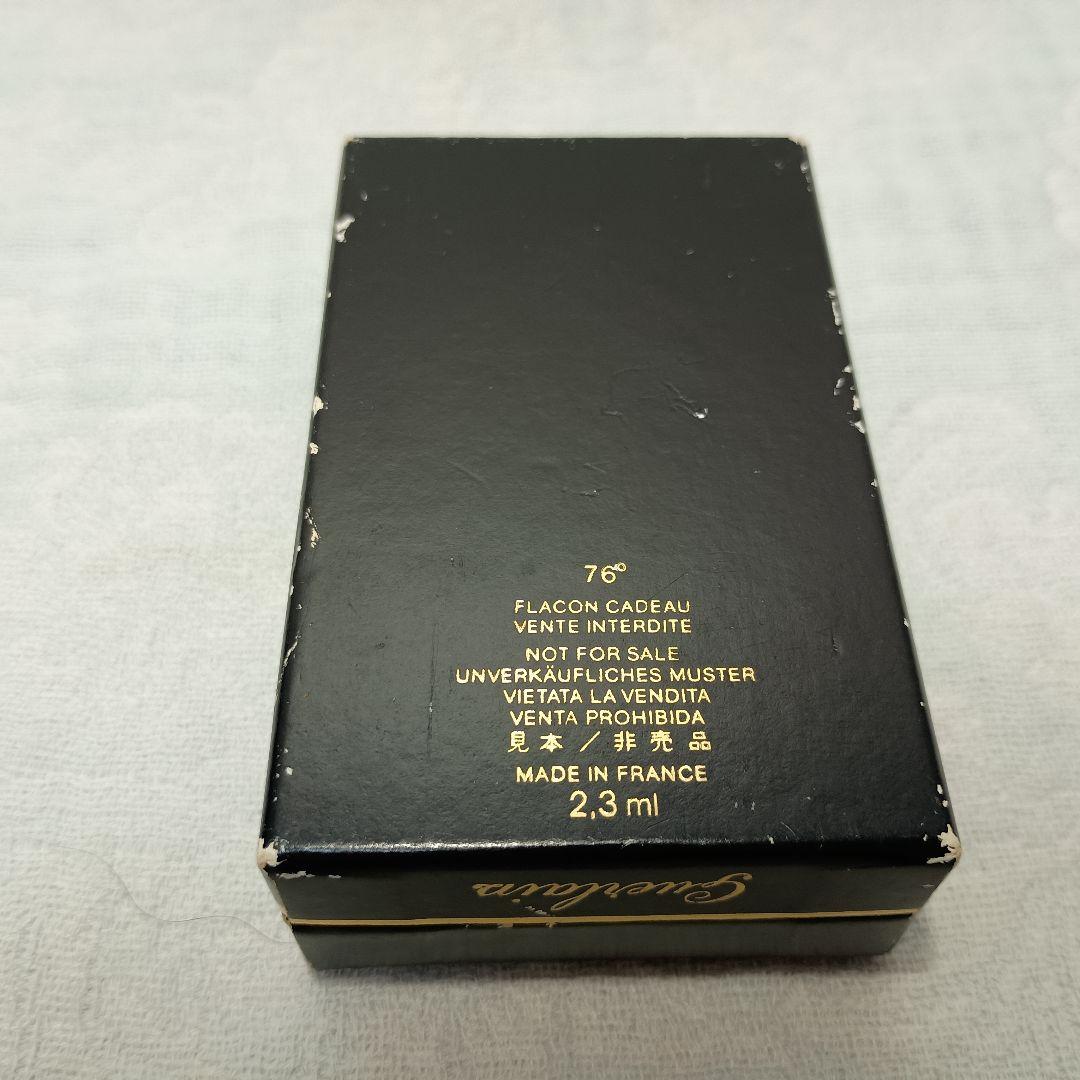 76°
FLACON CADEAU
VENTE INTERDITE
NOT FOR SALE
UNVERKÄUFLICHES MUSTER
VIETATA LA VENDITA
VENTA PROHIBIDA
見本／非売品
MADE IN FRANCE
2,3 ml
Guerlain